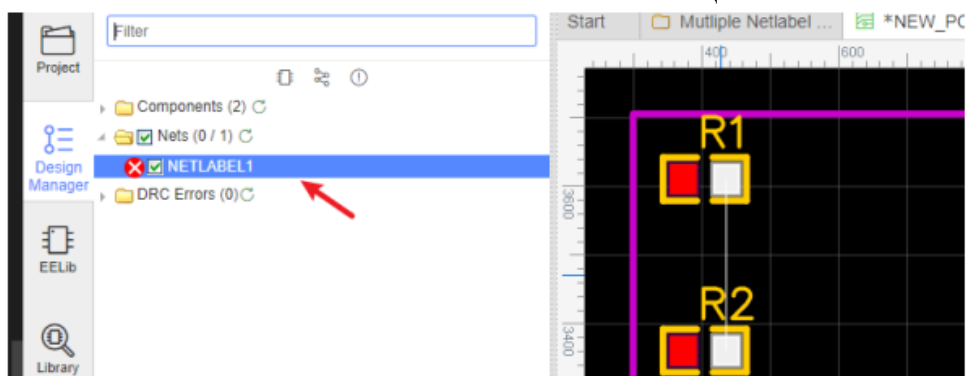 Filter
Start
Mutliple Netlabel ...
*NEW_PC
Project
400
600
Components (2)
Nets (0 / 1)
R1
Design
Manager
NETLABEL1
DRC Errors (0)
3600
EELib
R2
3400
Library